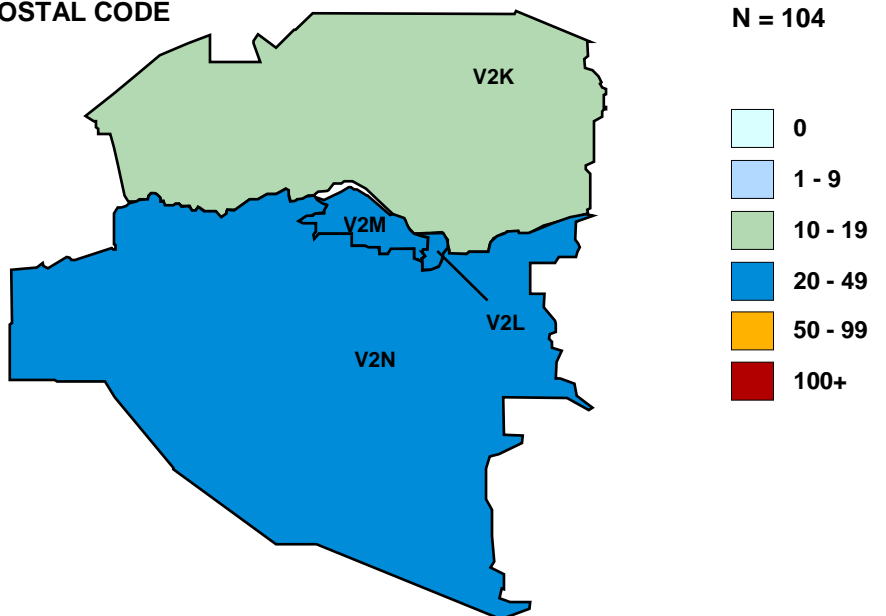 OSTAL CODE
N = 104
V2K
V2M
V2L
V2N
0
1 - 9
10 - 19
20 - 49
50 - 99
100+